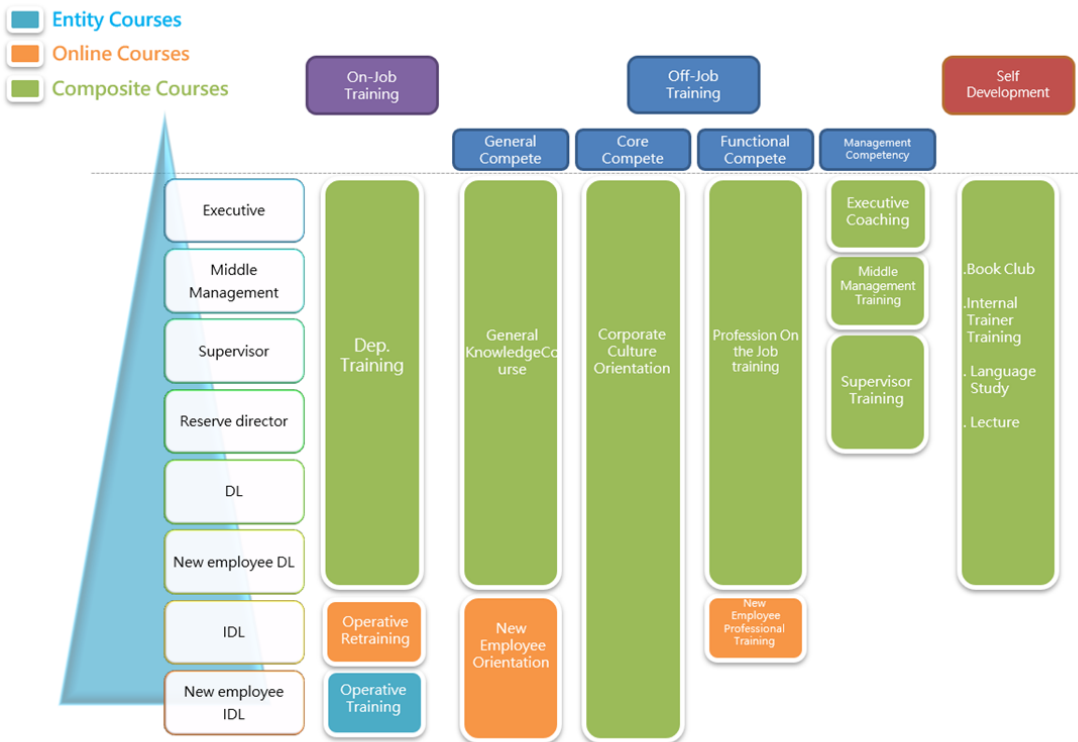 Entity Courses
Online Courses
Composite Courses
On-Job
Training
Off-Job
Training
Self
Development
General
Compete
Core
Compete
Functional
Compete
Management
Competency
Executive
Middle
Management
Supervisor
Reserve director
DL
New employee DL
IDL
New employee
IDL
Dep.
Training
Operative
Retraining
Operative
Training
General
KnowledgeCo
urse
New
Employee
Orientation
Corporate
Culture
Orientation
Profession On
the Job
training
New
Employee
Professional
Training
Executive
Coaching
Middle
Management
Training
Supervisor
Training
.Book Club
.Internal
Trainer
Training
. Language
Study
. Lecture